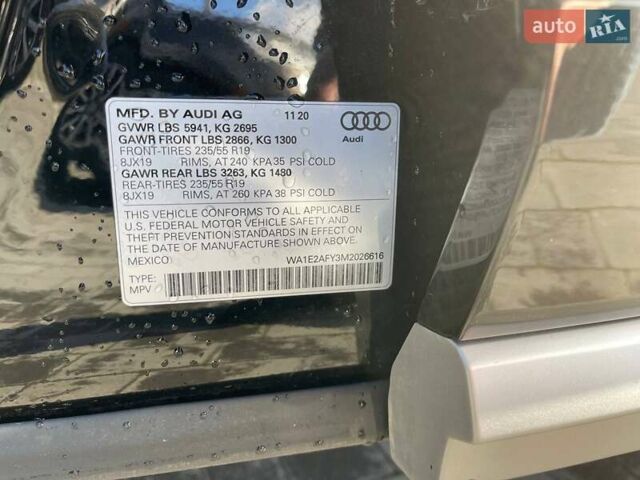 auto RIA
.com
MFD. BY AUDI AG 11 20
GVWR LBS 5941, KG 2695
GAWR FRONT LBS 2866, KG 1300
FRONT-TIRES 235/55 R19
8JX19 RIMS, AT 240 KPA 35 PSI COLD
Audi
GAWR REAR LBS 3263, KG 1480
REAR-TIRES 235/55 R19
8JX19 RIMS, AT 260 KPA 38 PSI COLD
THIS VEHICLE CONFORMS TO ALL APPLICABLE
U.S. FEDERAL MOTOR VEHICLE SAFETY AND
THEFT PREVENTION STANDARDS IN EFFECT ON
THE DATE OF MANUFACTURE SHOWN ABOVE.
MEXICO WA1E2AFY3M2026616
TYPE:
MPV